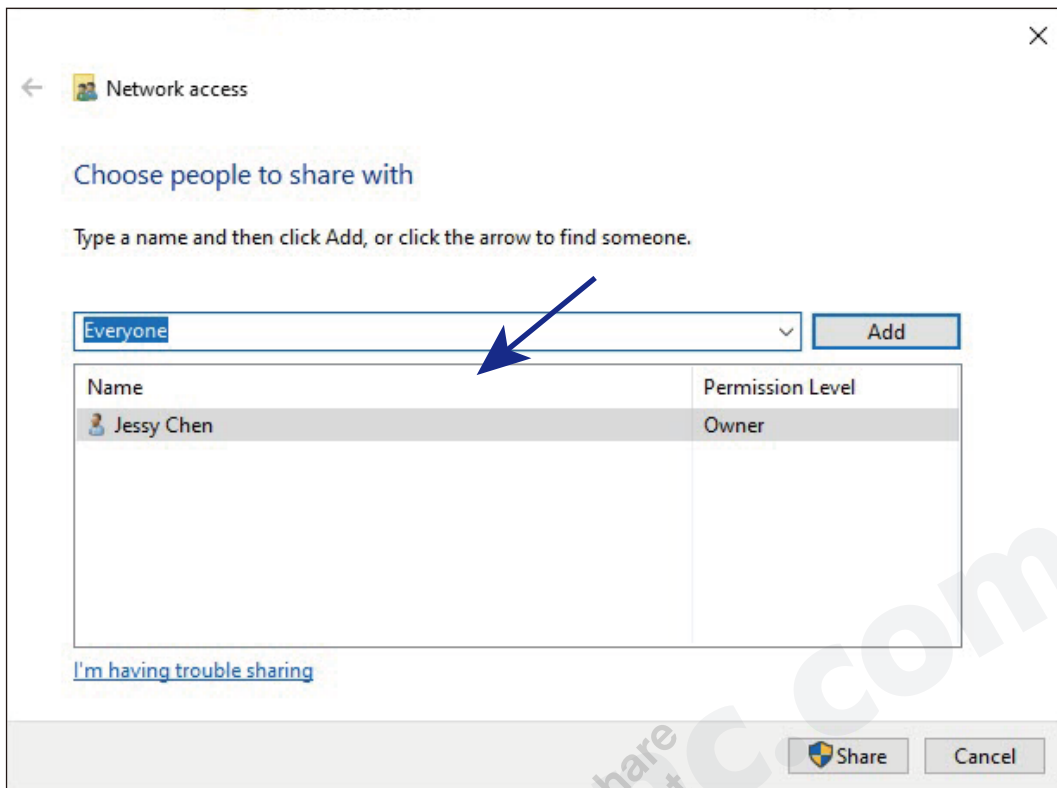 Network access
Choose people to share with
Type a name and then click Add, or click the arrow to find someone.
Everyone Add
Name Permission Level
Jessy Chen Owner
I'm having trouble sharing
Share Cancel